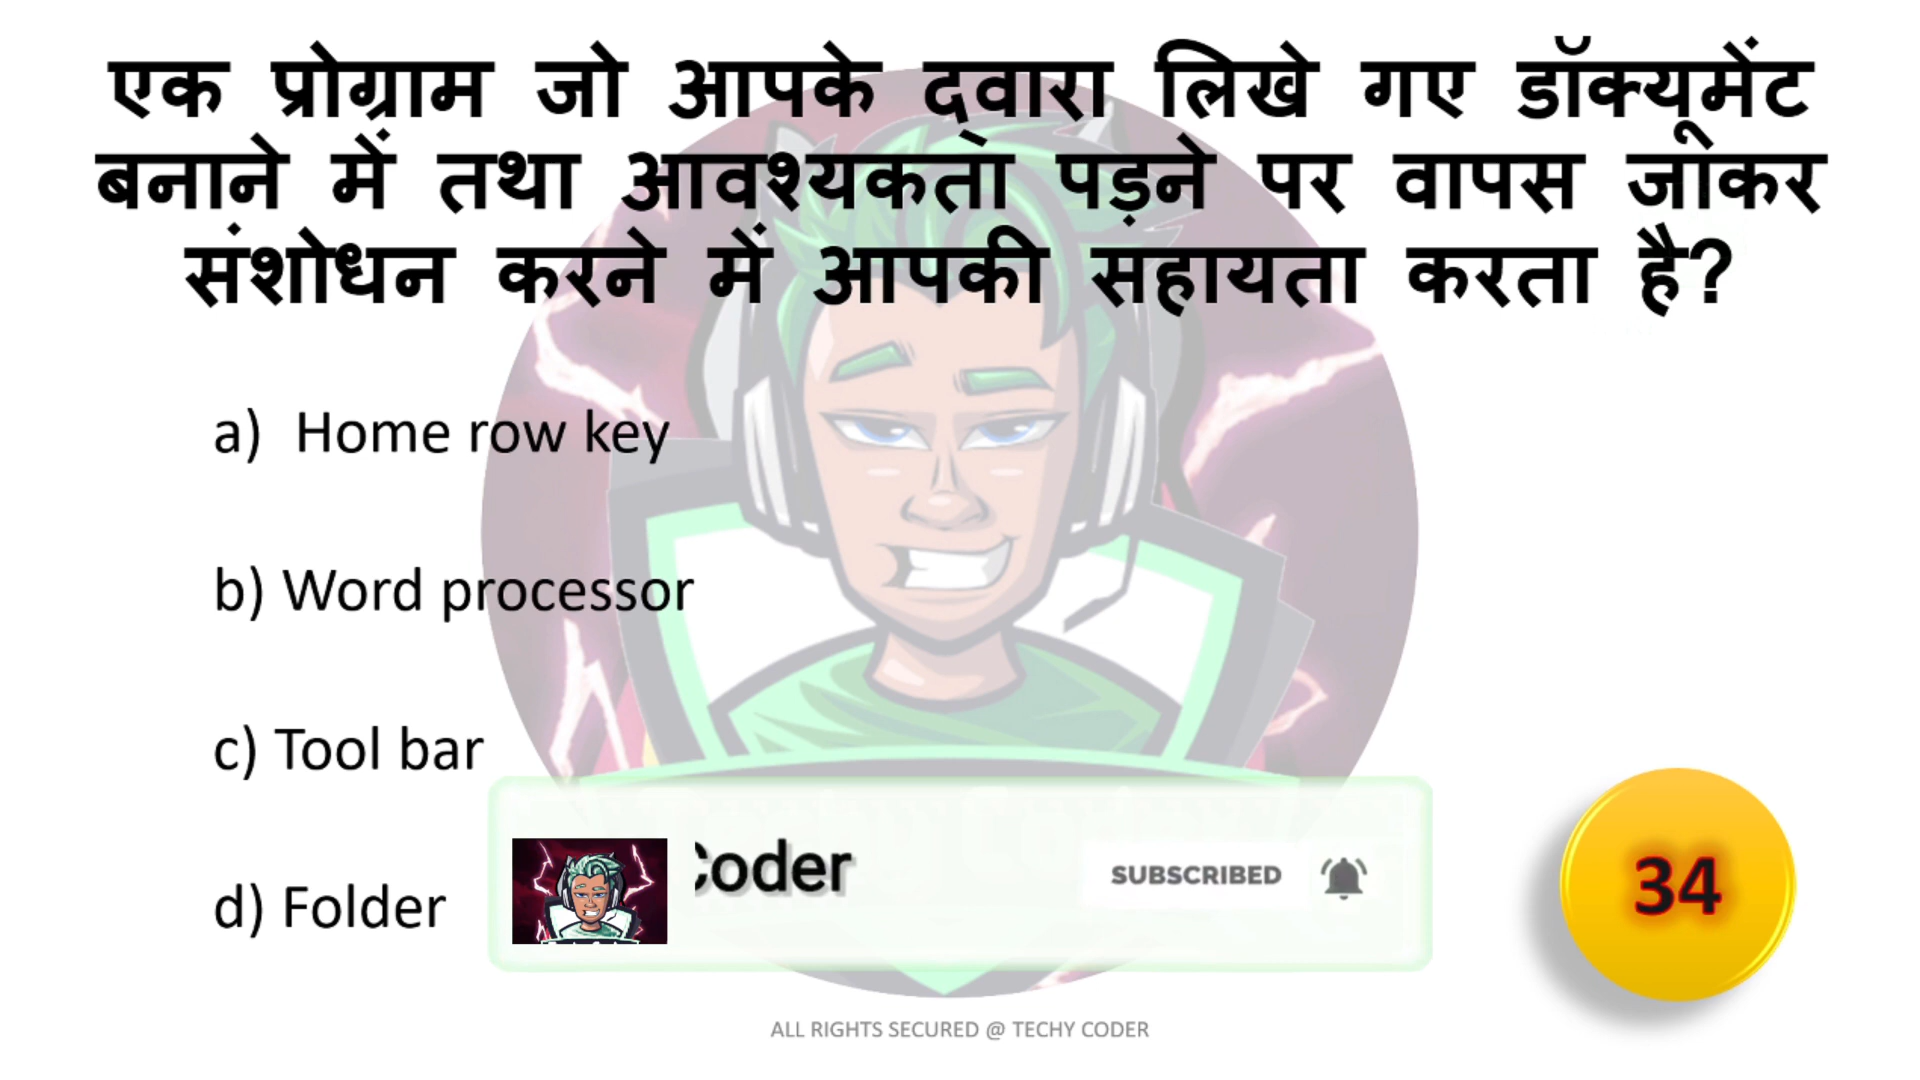 एक प्रोग्राम जो आपके द्वारा लिखे गए डॉक्यूमेंट
बनाने में तथा आवश्यकता पड़ने पर वापस जाकर
संशोधन करने में आपकी सहायता करता है?
a) Home row key
b) Word processor
c) Tool bar
d) Folder
Coder
SUBSCRIBED
34
ALL RIGHTS SECURED @ TECHY CODER